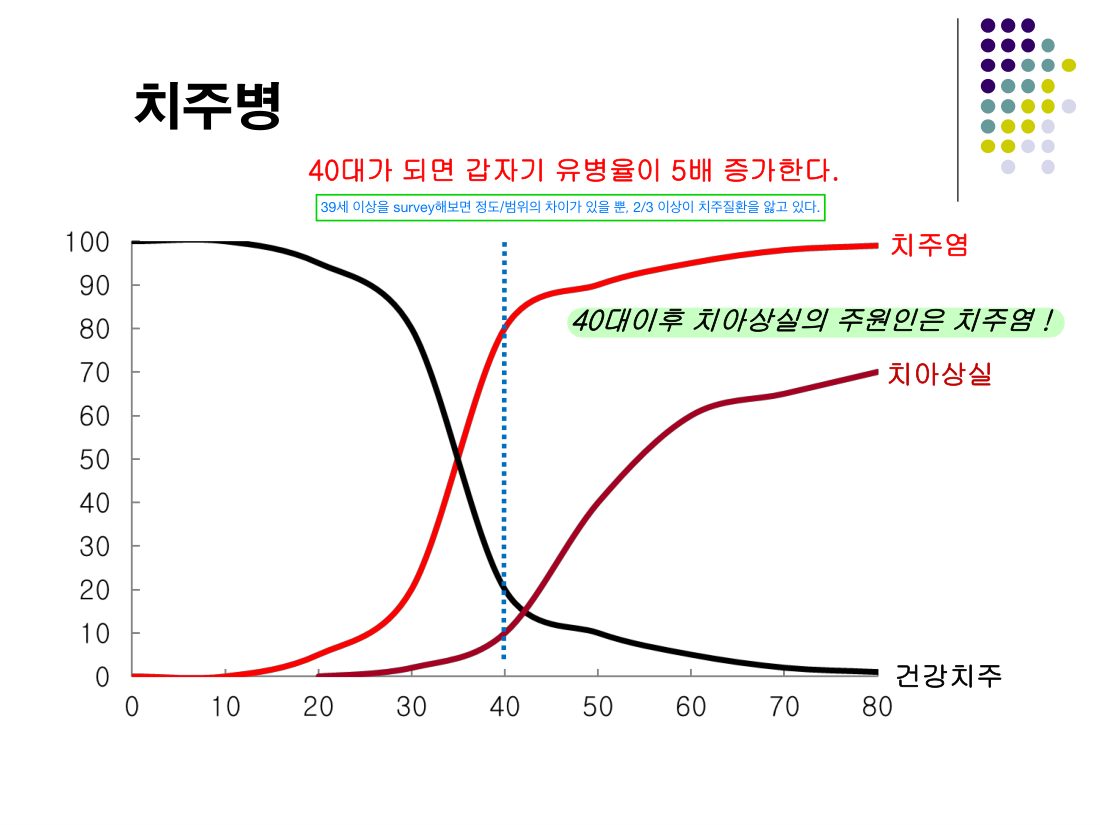 치주병
40대가 되면 갑자기 유병율이 5배 증가한다.
39세 이상을 survey해보면 정도/범위의 차이가 있을 뿐, 2/3 이상이 치주질환을 앓고 있다.
100
90
80
70
60
50
40
30
20
10
0
치주염
40대이후 치아상실의 주원인은 치주염 !
치아상실
건강치주
0 10 20 30 40 50 60 70 80